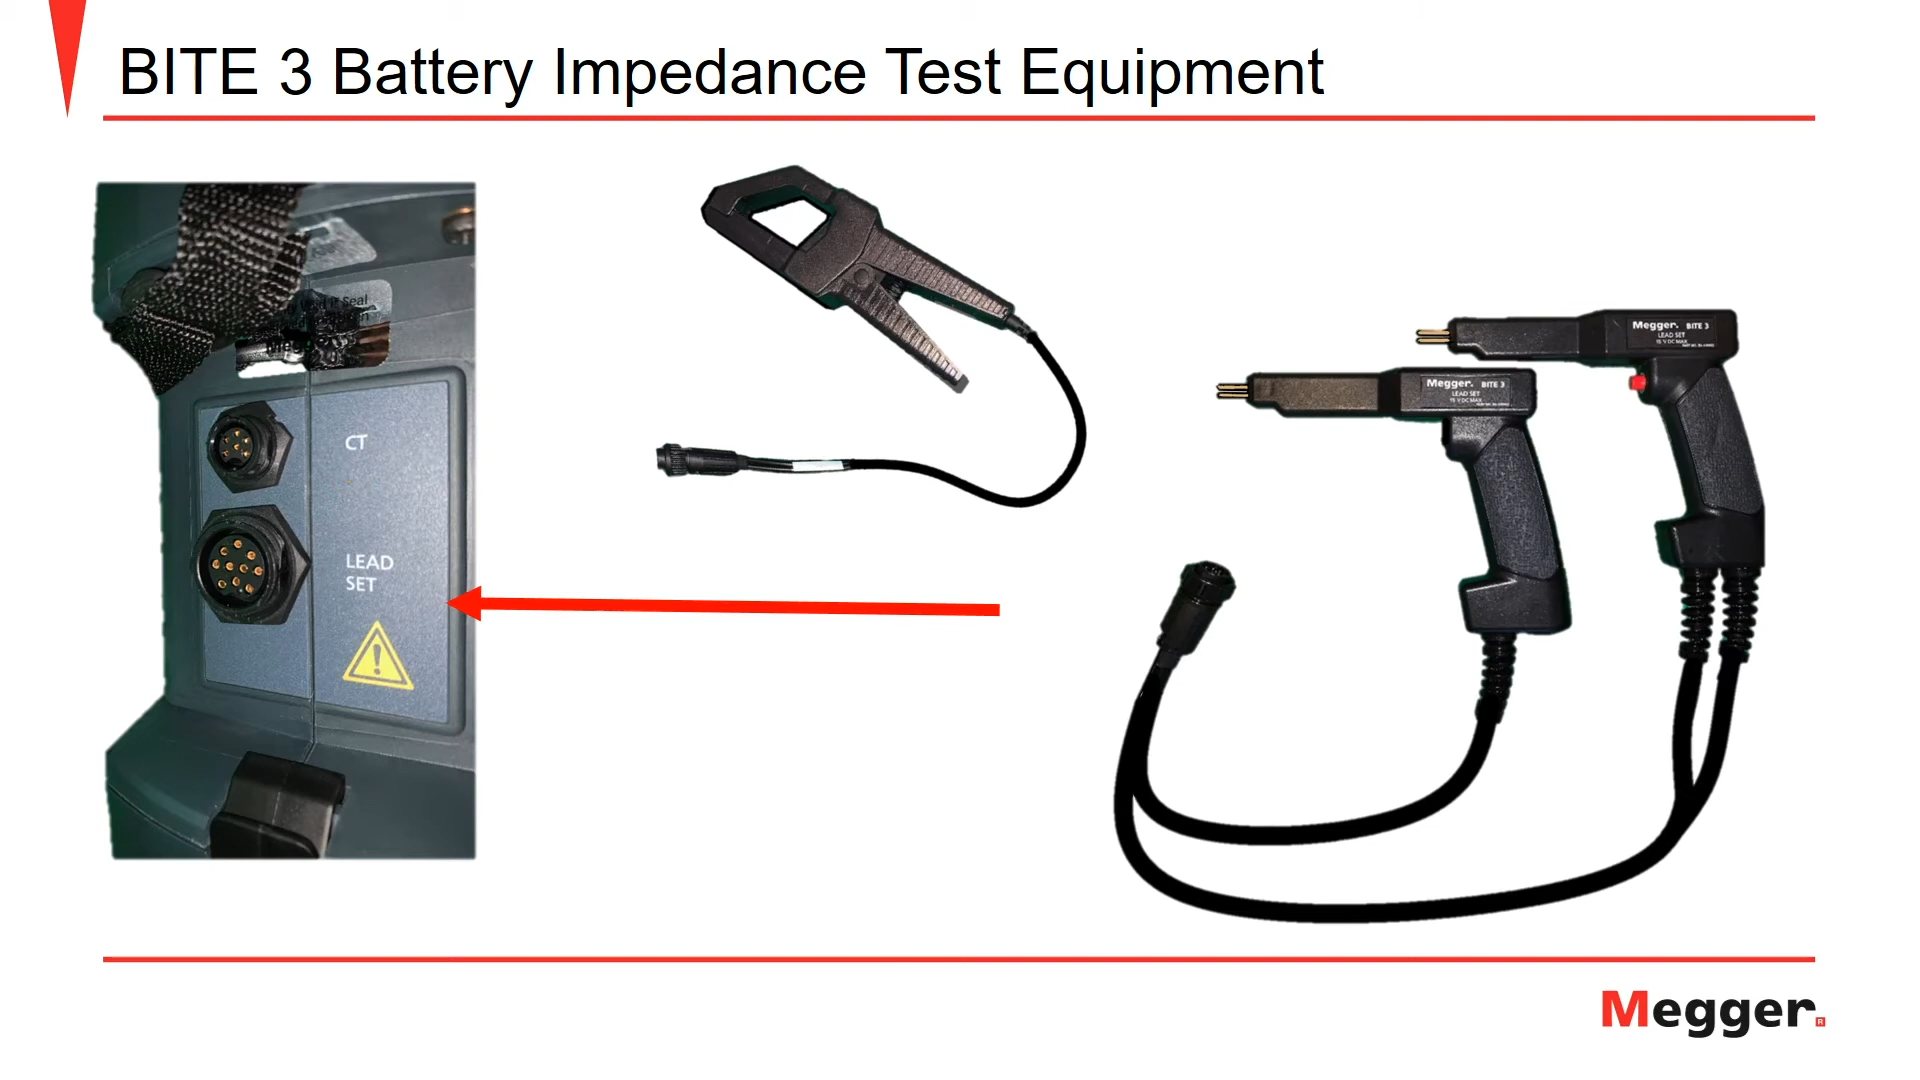 BITE 3 Battery Impedance Test Equipment
Seal
CT
LEAD
SET
Megger. BITE 3
LEAD SET
15 V DC MAX
Megger. BITE 3
LEAD SET
15 V DC MAX
Megger.